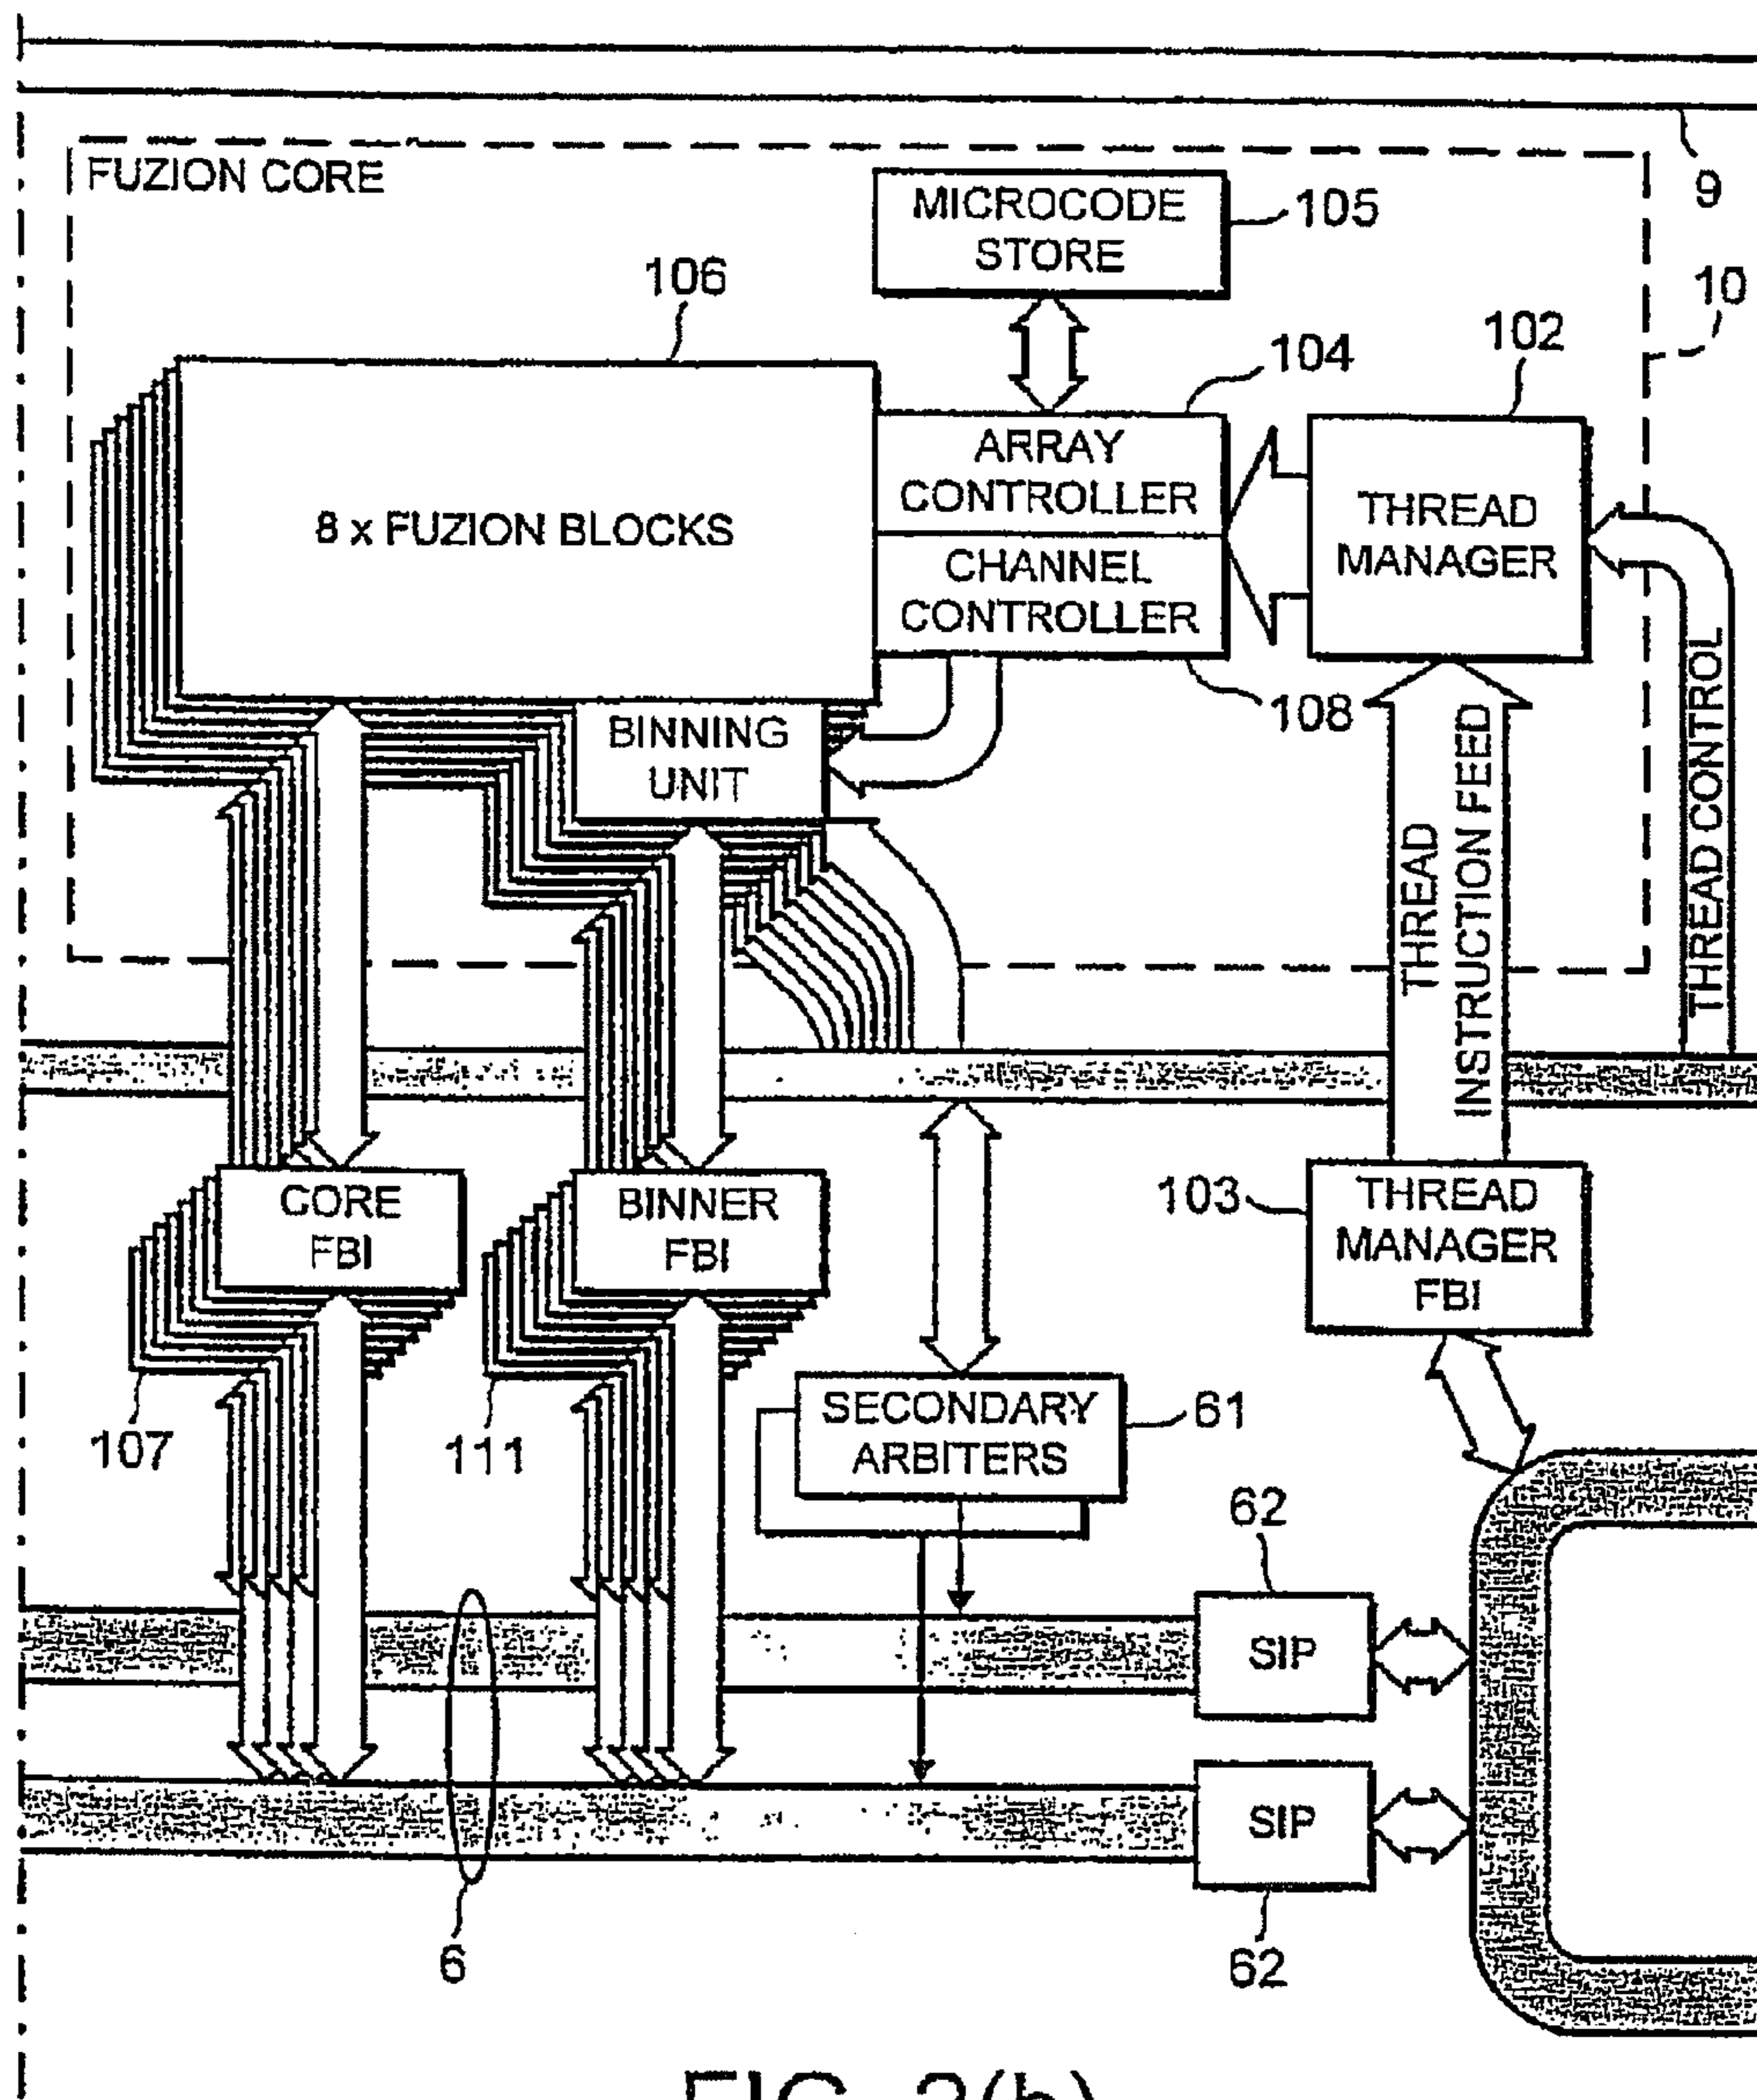 FUZION CORE
9
MICROCODE
STORE
105
10
106
104
102
ARRAY
CONTROLLER
THREAD
MANAGER
8 x FUZION BLOCKS
CHANNEL
CONTROLLER
108
BINNING
UNIT
THREAD
INSTRUCTION FEED
THREAD CONTROL
CORE
FBI
BINNER
FBI
103
THREAD
MANAGER
FBI
107
111
SECONDARY
ARBITERS
61
62
SIP
SIP
6
62
FIG. 2(b)